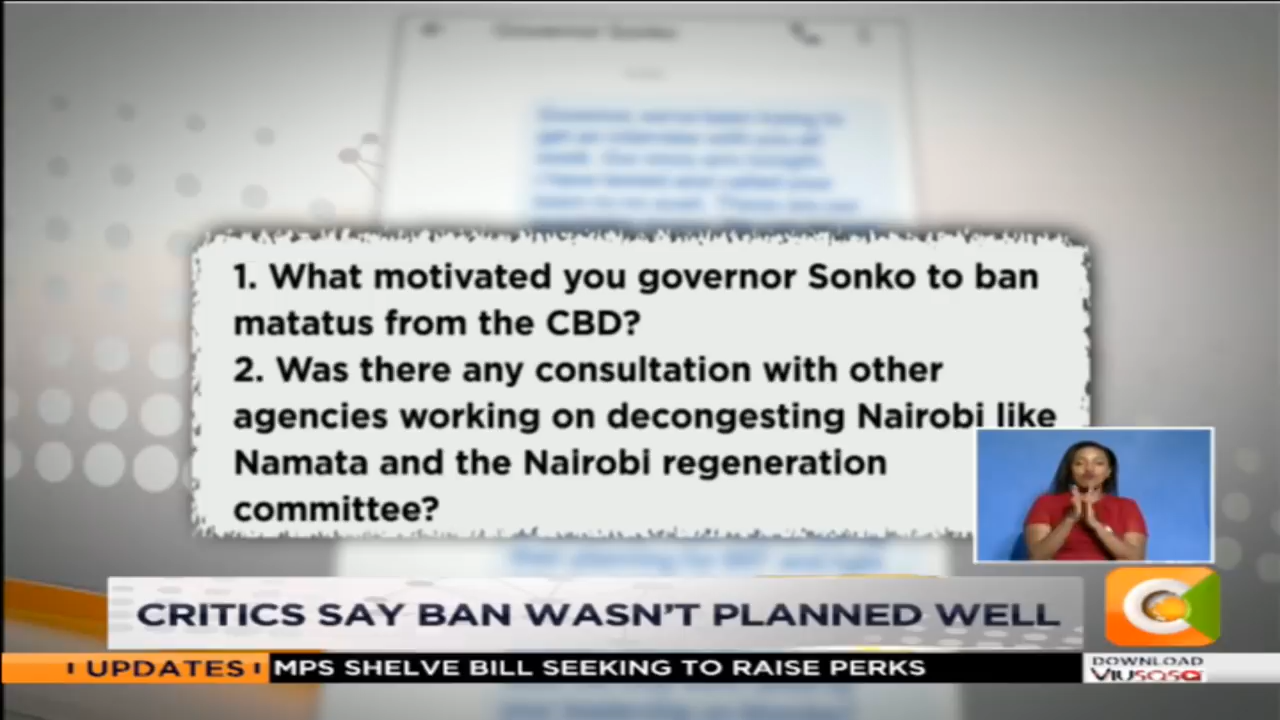 Governor Sonko
1. What motivated you governor Sonko to ban
matatus from the CBD?
2. Was there any consultation with other
agencies working on decongesting Nairobi like
Namata and the Nairobi regeneration
committee?
CRITICS SAY BAN WASN'T PLANNED WELL
UPDATES
MPS SHELVE BILL SEEKING TO RAISE PERKS
DOWNLOAD
VIUSASA